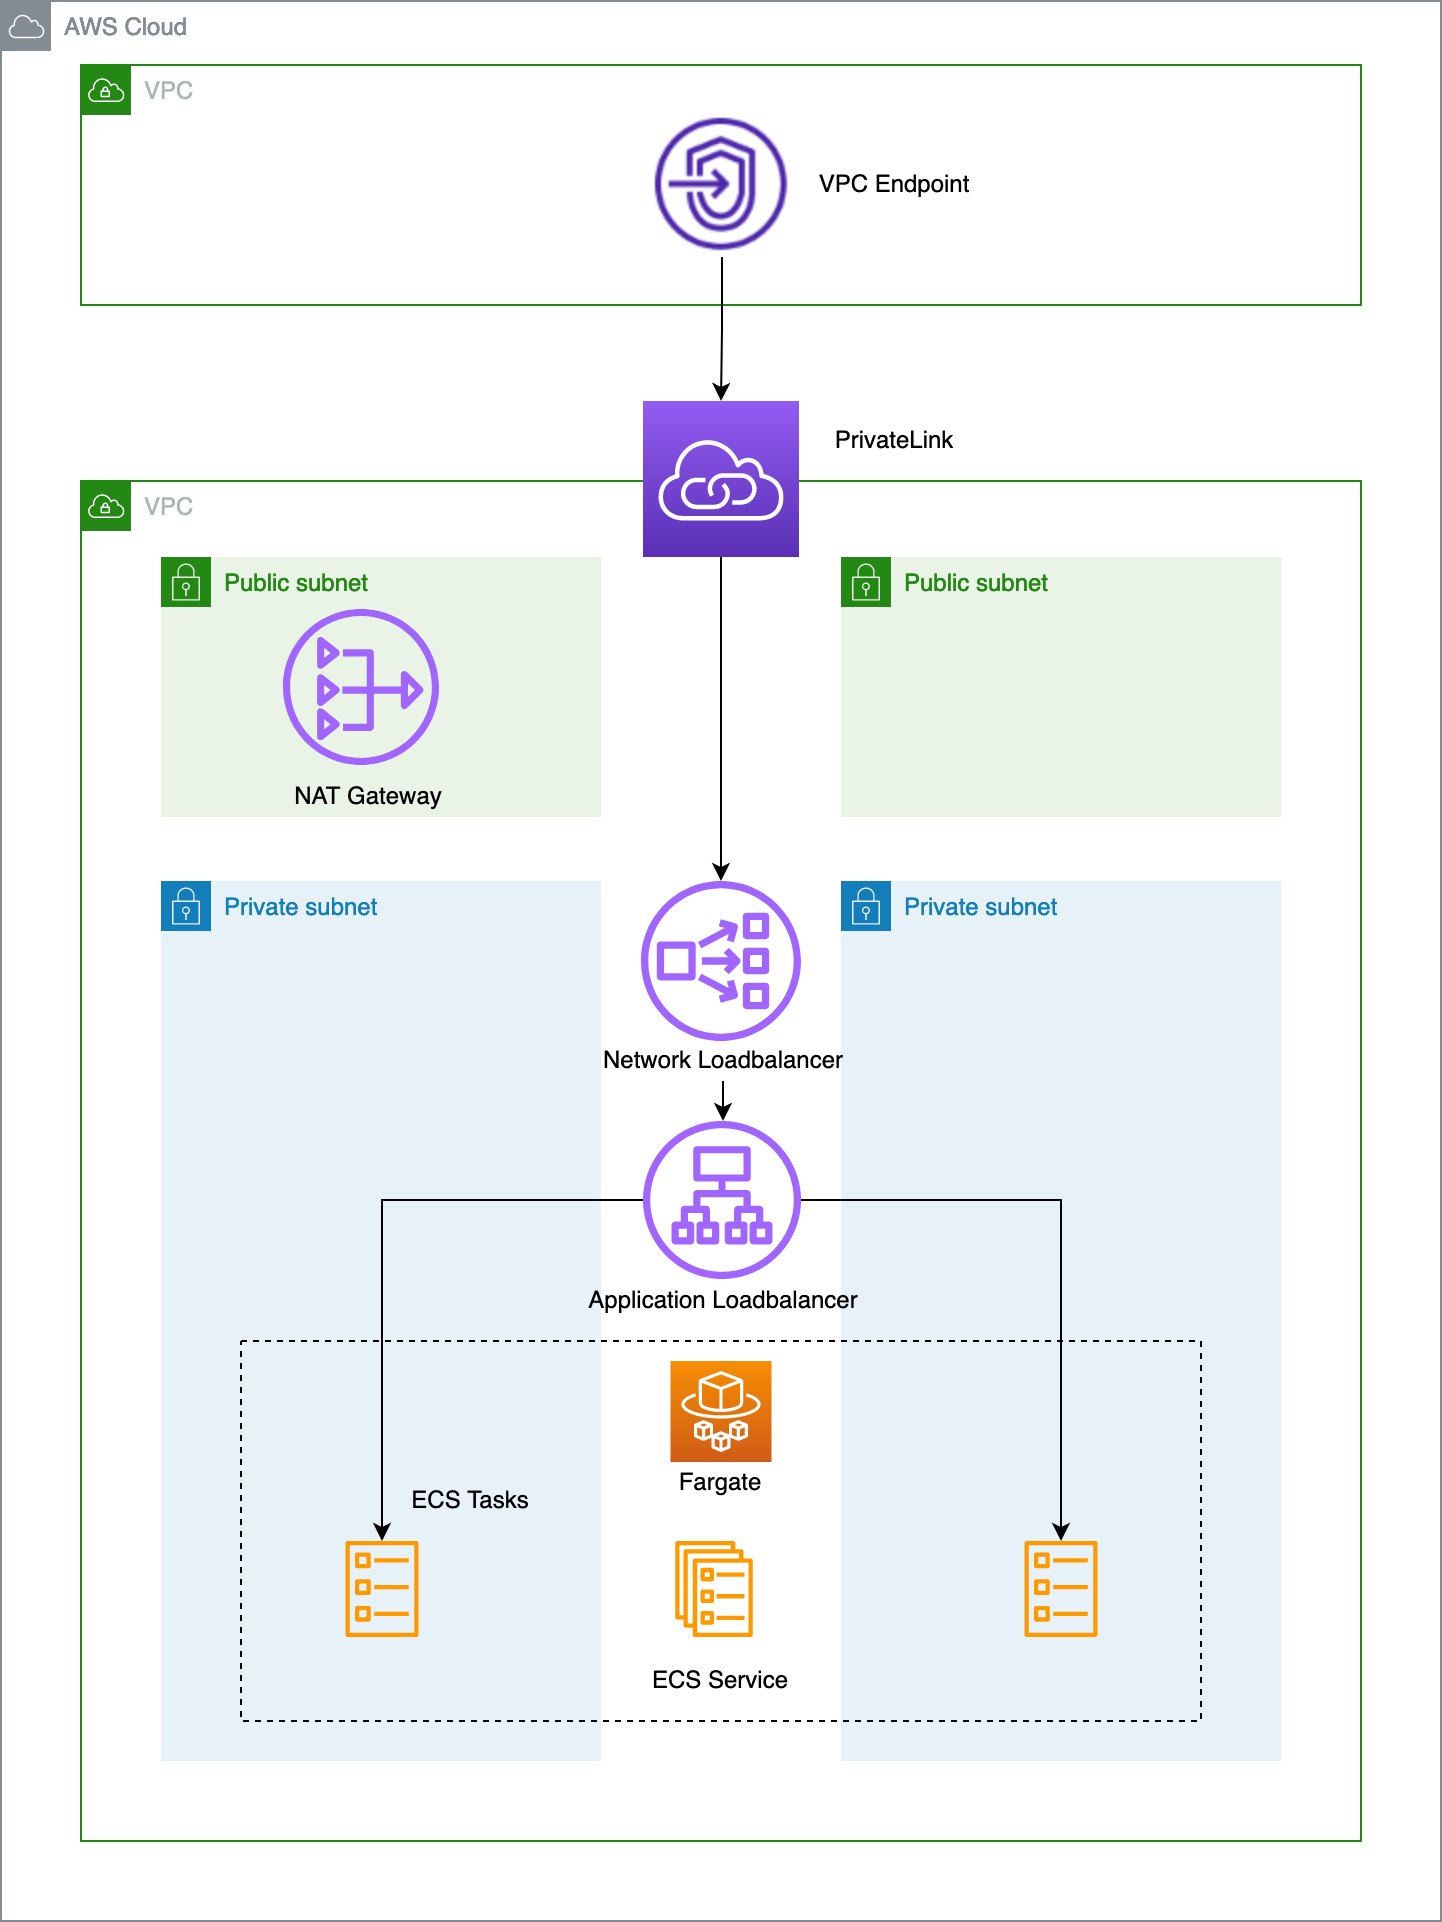 AWS Cloud
VPC
VPC Endpoint
PrivateLink
VPC
Public subnet
Public subnet
NAT Gateway
Private subnet
Private subnet
Network Loadbalancer
Application Loadbalancer
Fargate
ECS Tasks
ECS Service